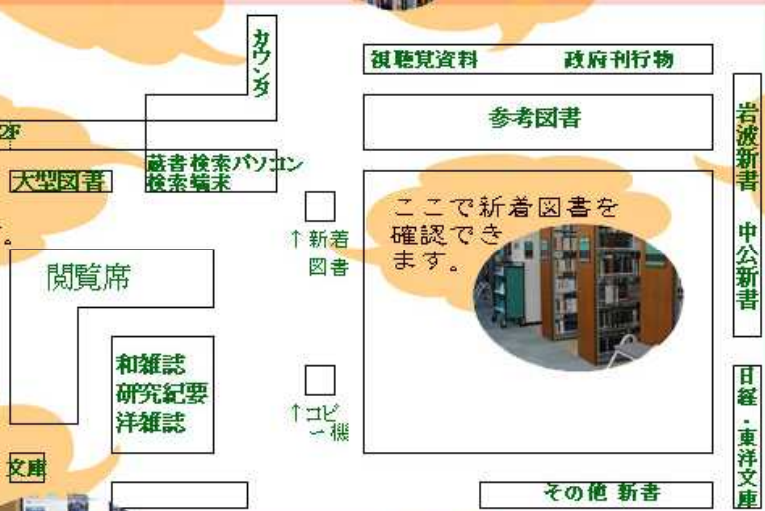 カウンタ
視聴覚資料
政府刊行物
参考図書
2F
大型図書
蔵書検索パソコン
検索端末
岩波新書 中公新書
ここで新着図書を
確認でき
ます。
↑新着
図書
閲覧席
和雑誌
研究紀要
洋雑誌
↑コピ
ー機
日経・東洋文庫
文庫
その他 新書